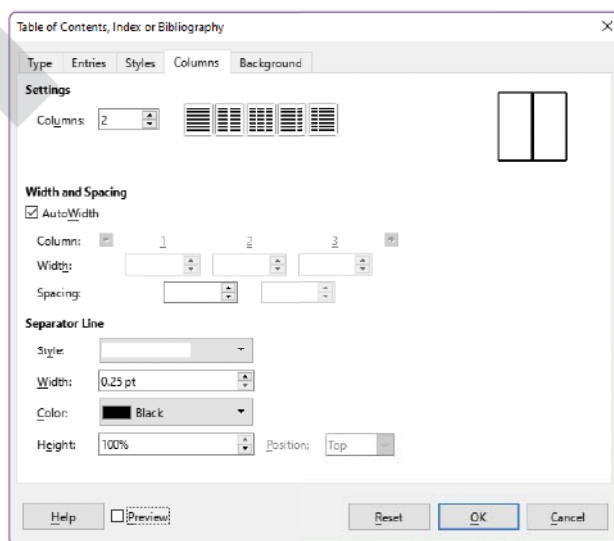 Table of Contents, Index or Bibliography
Type Entries Styles Columns Background
Settings
Columns: 2
Width and Spacing
AutoWidth
Column: 1 2 3
Width:
Spacing:
Separator Line
Style:
Width: 0.25 pt
Color: Black
Height: 100% Position: Top
Help Preview Reset OK Cancel